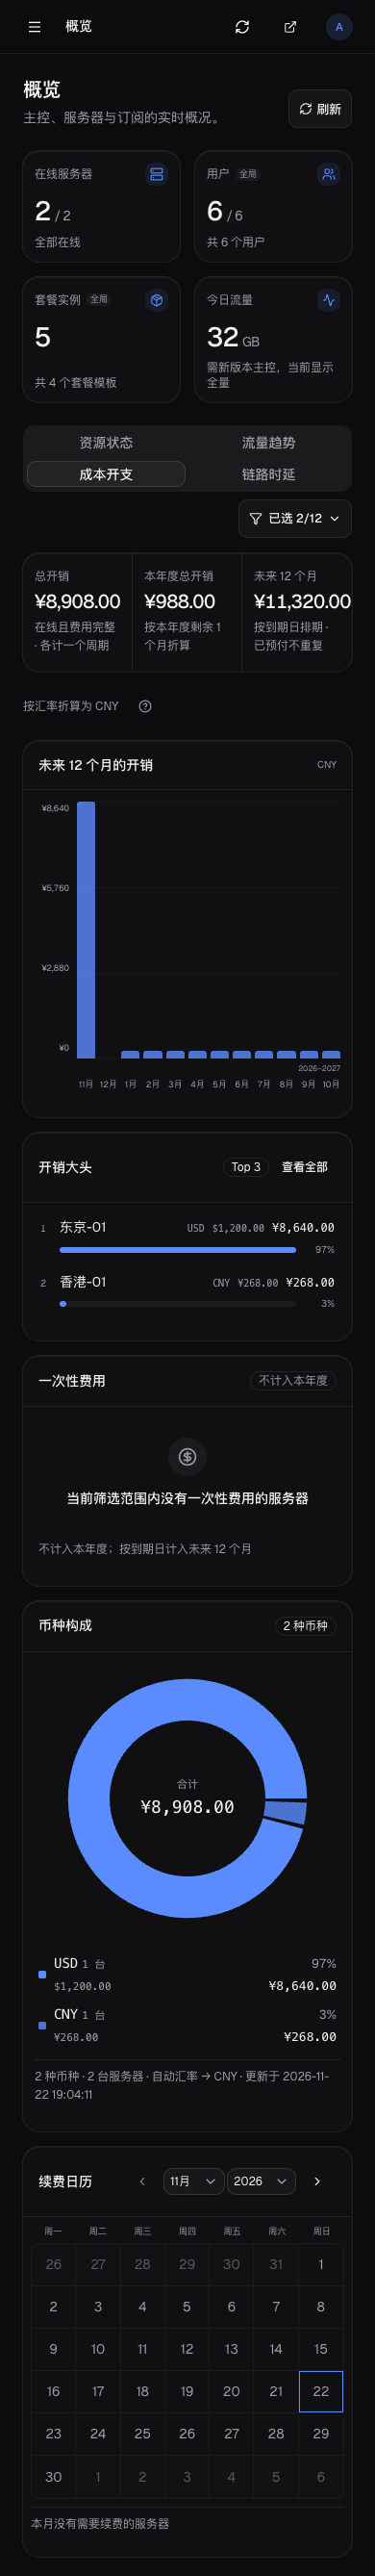 概览
A
概览
主控、服务器与订阅的实时概况。
刷新
在线服务器
2 / 2
全部在线
用户 全局
6 / 6
共 6 个用户
套餐实例 全局
5
共 4 个套餐模板
今日流量
32 GB
需新版本主控，当前显示
全量
资源状态
流量趋势
成本开支
链路时延
已选 2/12
总开销
¥8,908.00
在线且费用完整
· 各计一个周期
本年度总开销
¥988.00
按本年度剩余 1
个月折算
未来 12 个月
¥11,320.00
按到期日排期 ·
已预付不重复
按汇率折算为 CNY
未来 12 个月的开销
CNY
¥8,640
¥5,760
¥2,880
¥0
2026–2027
11月 12月 1月 2月 3月 4月 5月 6月 7月 8月 9月 10月
开销大头
Top 3
查看全部
1 东京-01 USD $1,200.00 ¥8,640.00
97%
2 香港-01 CNY ¥268.00 ¥268.00
3%
一次性费用
不计入本年度
当前筛选范围内没有一次性费用的服务器
不计入本年度；按到期日计入未来 12 个月
币种构成
2 种币种
合计
¥8,908.00
USD 1 台 97%
$1,200.00 ¥8,640.00
CNY 1 台 3%
¥268.00 ¥268.00
2 种币种 · 2 台服务器 · 自动汇率 → CNY · 更新于 2026-11-
22 19:04:11
续费日历
11月
2026
周一 周二 周三 周四 周五 周六 周日
26 27 28 29 30 31 1
2 3 4 5 6 7 8
9 10 11 12 13 14 15
16 17 18 19 20 21 22
23 24 25 26 27 28 29
30 1 2 3 4 5 6
本月没有需要续费的服务器